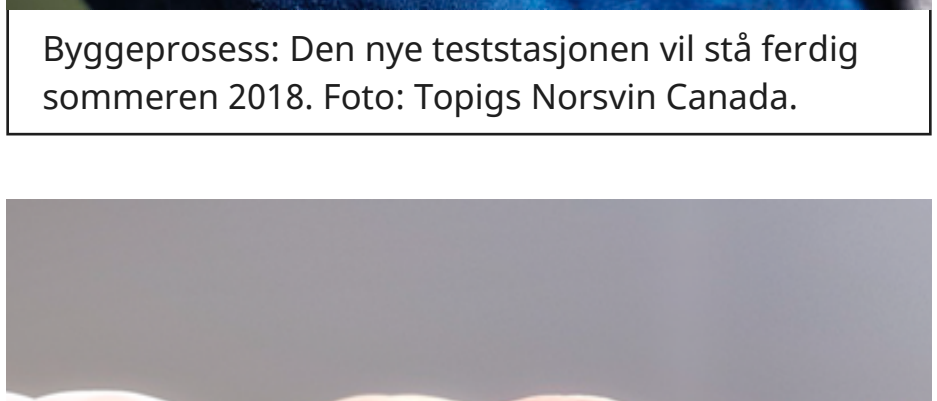 Byggeprosess: Den nye teststasjonen vil stå ferdig
sommeren 2018. Foto: Topigs Norsvin Canada.